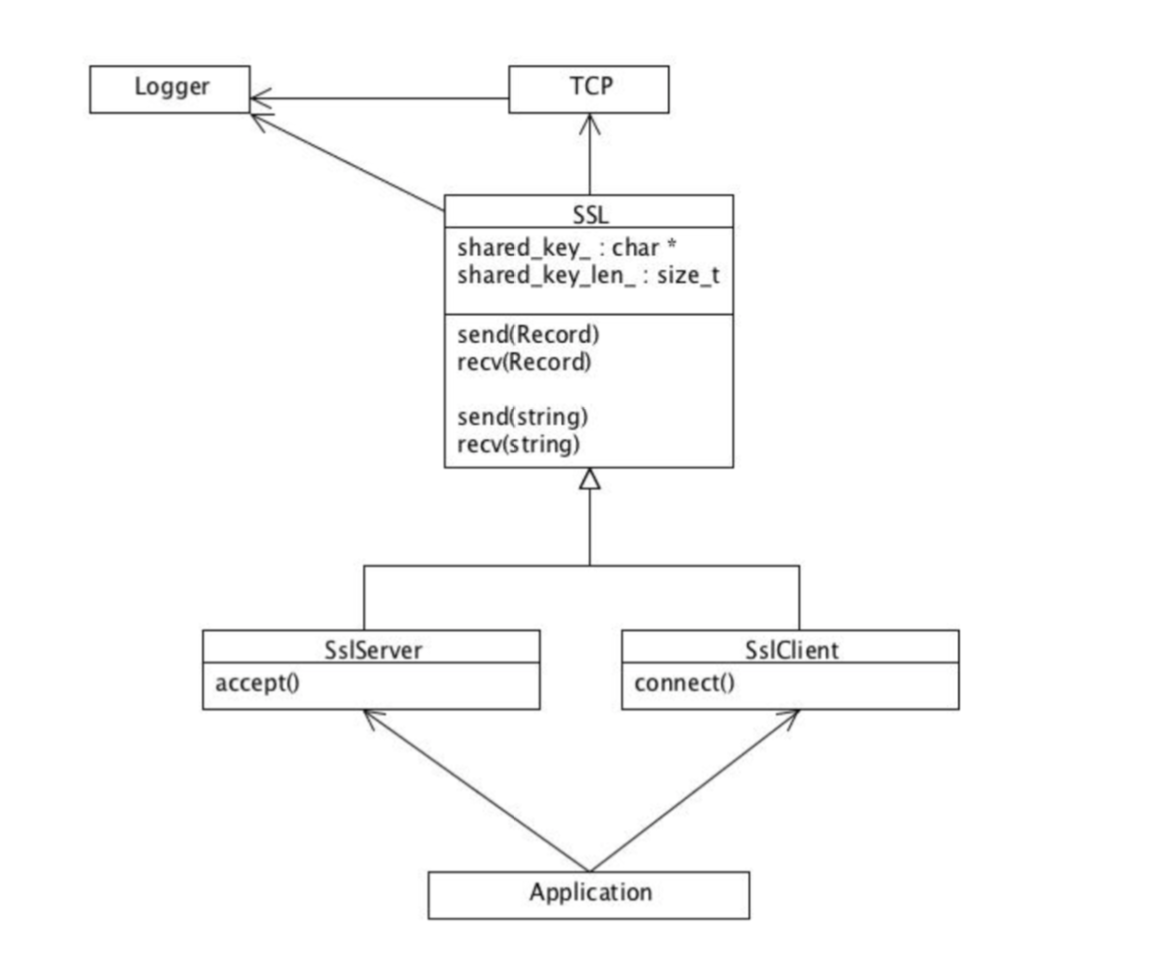 Logger
TCP
SSL
shared_key_ : char *
shared_key_len_ : size_t
send(Record)
recv(Record)
send(string)
recv(string)
SslServer
accept()
SslClient
connect()
Application